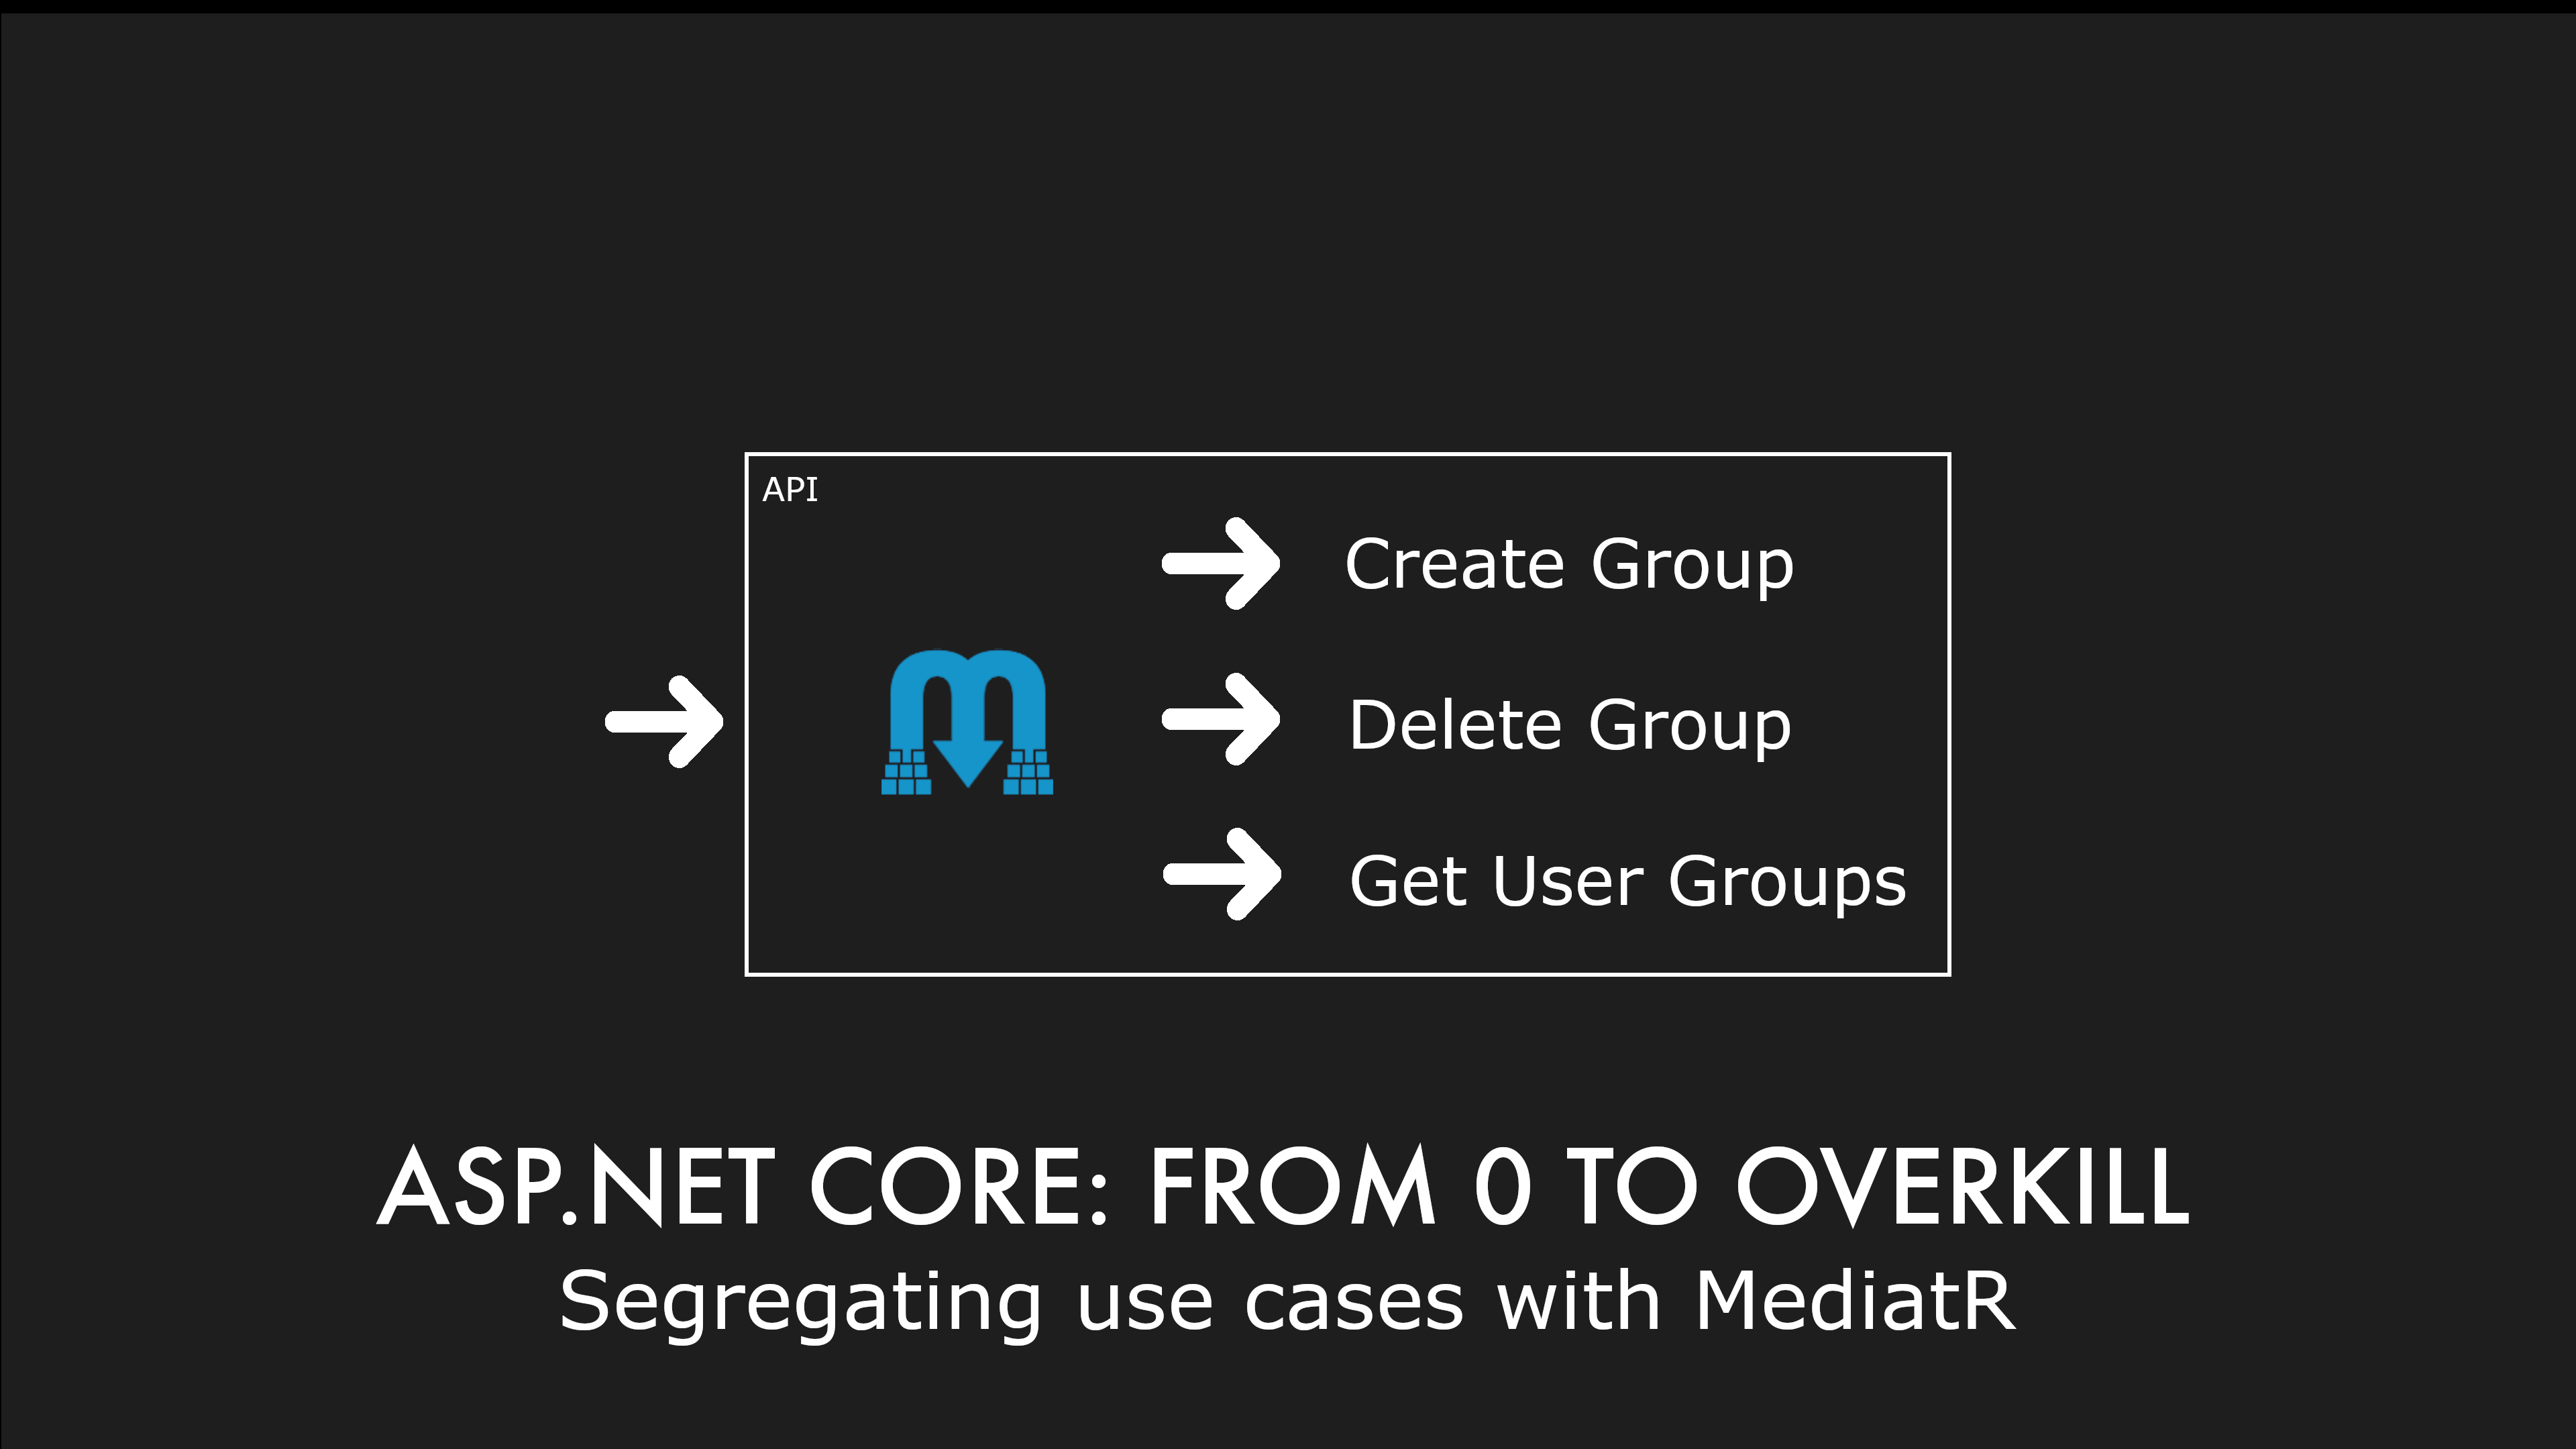 API
Create Group
Delete Group
Get User Groups
ASP.NET CORE: FROM 0 TO OVERKILL
Segregating use cases with MediatR